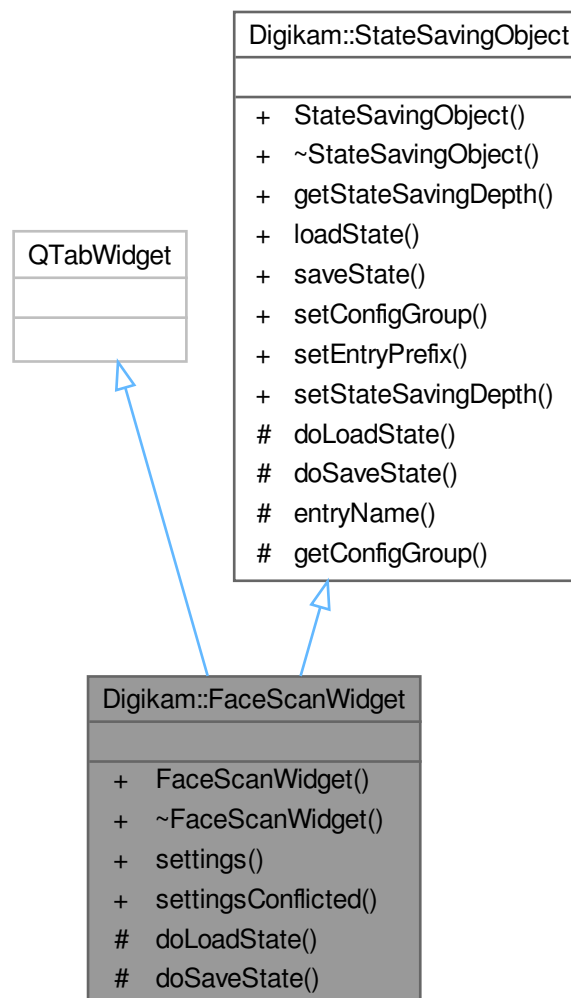 Digikam::StateSavingObject
+ StateSavingObject()
+ ~StateSavingObject()
+ getStateSavingDepth()
+ loadState()
+ saveState()
+ setConfigGroup()
+ setEntryPrefix()
+ setStateSavingDepth()
# doLoadState()
# doSaveState()
# entryName()
# getConfigGroup()
QTabWidget
Digikam::FaceScanWidget
+ FaceScanWidget()
+ ~FaceScanWidget()
+ settings()
+ settingsConflicted()
# doLoadState()
# doSaveState()